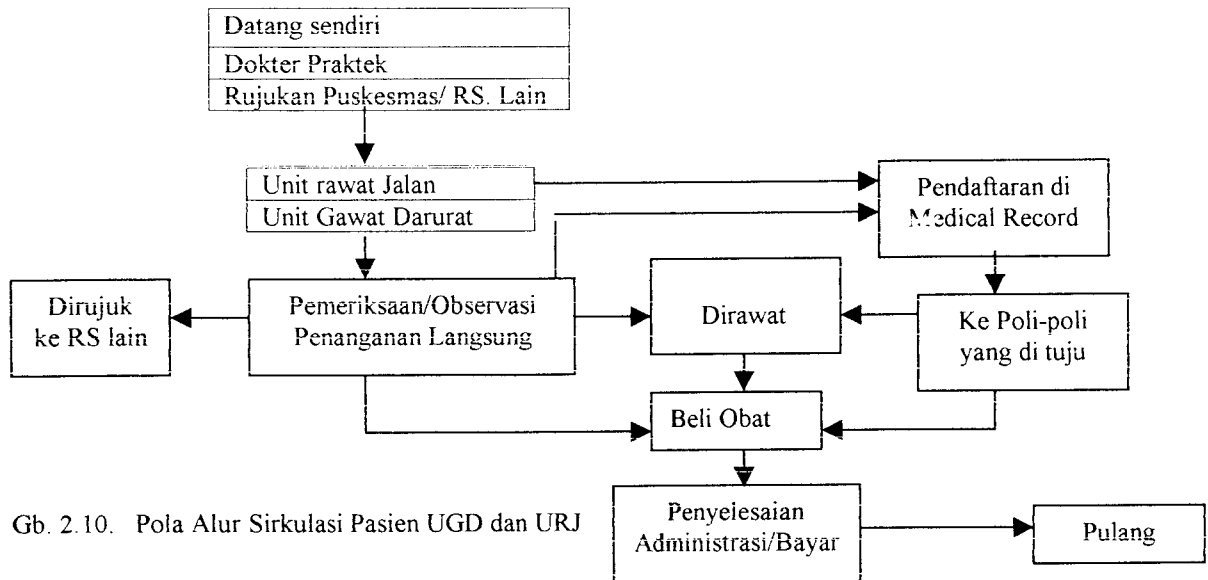 Datang sendiri
Dokter Praktek
Rujukan Puskesmas/ RS. Lain
Unit rawat Jalan
Unit Gawat Darurat
Pendaftaran di
Medical Record
Dirujuk
ke RS lain
Pemeriksaan/Observasi
Penanganan Langsung
Dirawat
Ke Poli-poli
yang di tuju
Beli Obat
Gb. 2.10. Pola Alur Sirkulasi Pasien UGD dan URJ
Penyelesaian
Administrasi/Bayar
Pulang